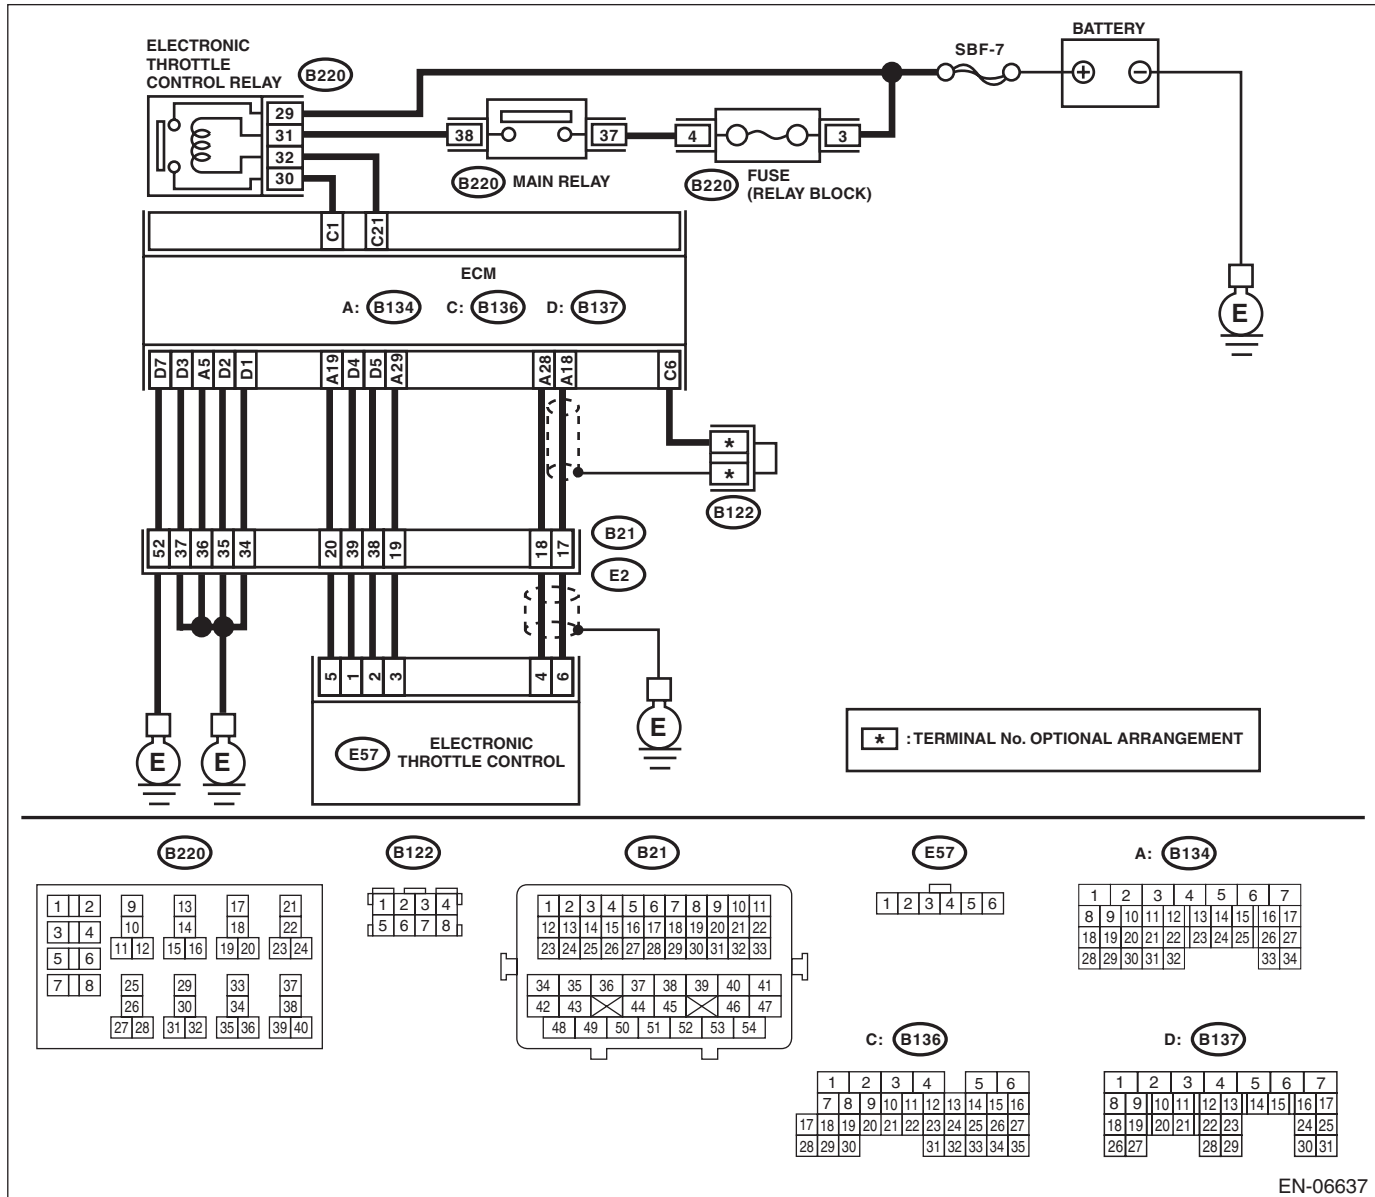 BATTERY
SBF-7
ELECTRONIC
THROTTLE
CONTROL RELAY
B220
29
31
32
30
38
37
4
3
B220
MAIN RELAY
B220
FUSE
(RELAY BLOCK)
C1
C21
E
ECM
A: B134 C: B136 D: B137
D7 D3 A5 D2 D1 A19 D4 D5 A29 A28 A18 C6
*
*
B122
52 37 36 35 34 20 39 38 19 18 17
B21
E2
5 1 2 3 4 6
E57
ELECTRONIC
THROTTLE CONTROL
E
E
E
* : TERMINAL No. OPTIONAL ARRANGEMENT
B220
1 2 9 13 17 21
10 14 18 22
3 4
11 12 15 16 19 20 23 24
5 6
7 8 25 29 33 37
26 30 34 38
27 28 31 32 35 36 39 40
B122
1 2 3 4
5 6 7 8
B21
1 2 3 4 5 6 7 8 9 10 11
12 13 14 15 16 17 18 19 20 21 22
23 24 25 26 27 28 29 30 31 32 33
34 35 36 37 38 39 40 41
42 43 44 45 46 47
48 49 50 51 52 53 54
E57
1 2 3 4 5 6
A: B134
1 2 3 4 5 6 7
8 9 10 11 12 13 14 15 16 17
18 19 20 21 22 23 24 25 26 27
28 29 30 31 32 33 34
C: B136
1 2 3 4 5 6
7 8 9 10 11 12 13 14 15 16
17 18 19 20 21 22 23 24 25 26 27
28 29 30 31 32 33 34 35
D: B137
1 2 3 4 5 6 7
8 9 10 11 12 13 14 15 16 17
18 19 20 21 22 23 24 25
26 27 28 29 30 31
EN-06637